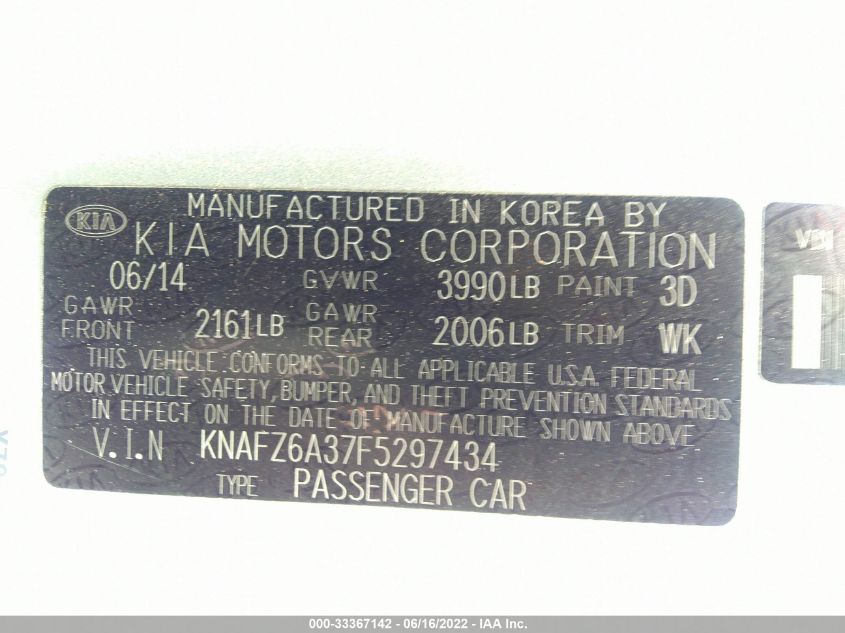 KIA
MANUFACTURED IN KOREA BY
KIA MOTORS CORPORATION
06/14 GVWR 3990LB PAINT 3D
GAWR FRONT 2161LB GAWR REAR 2006LB TRIM WK
THIS VEHICLE CONFORMS TO ALL APPLICABLE U.S.A. FEDERAL
MOTOR VEHICLE SAFETY, BUMPER, AND THEFT PREVENTION STANDARDS
IN EFFECT ON THE DATE OF MANUFACTURE SHOWN ABOVE
V.I.N KNAFZ6A37F5297434
TYPE PASSENGER CAR
000-33367142 - 06/16/2022 - IAA Inc.